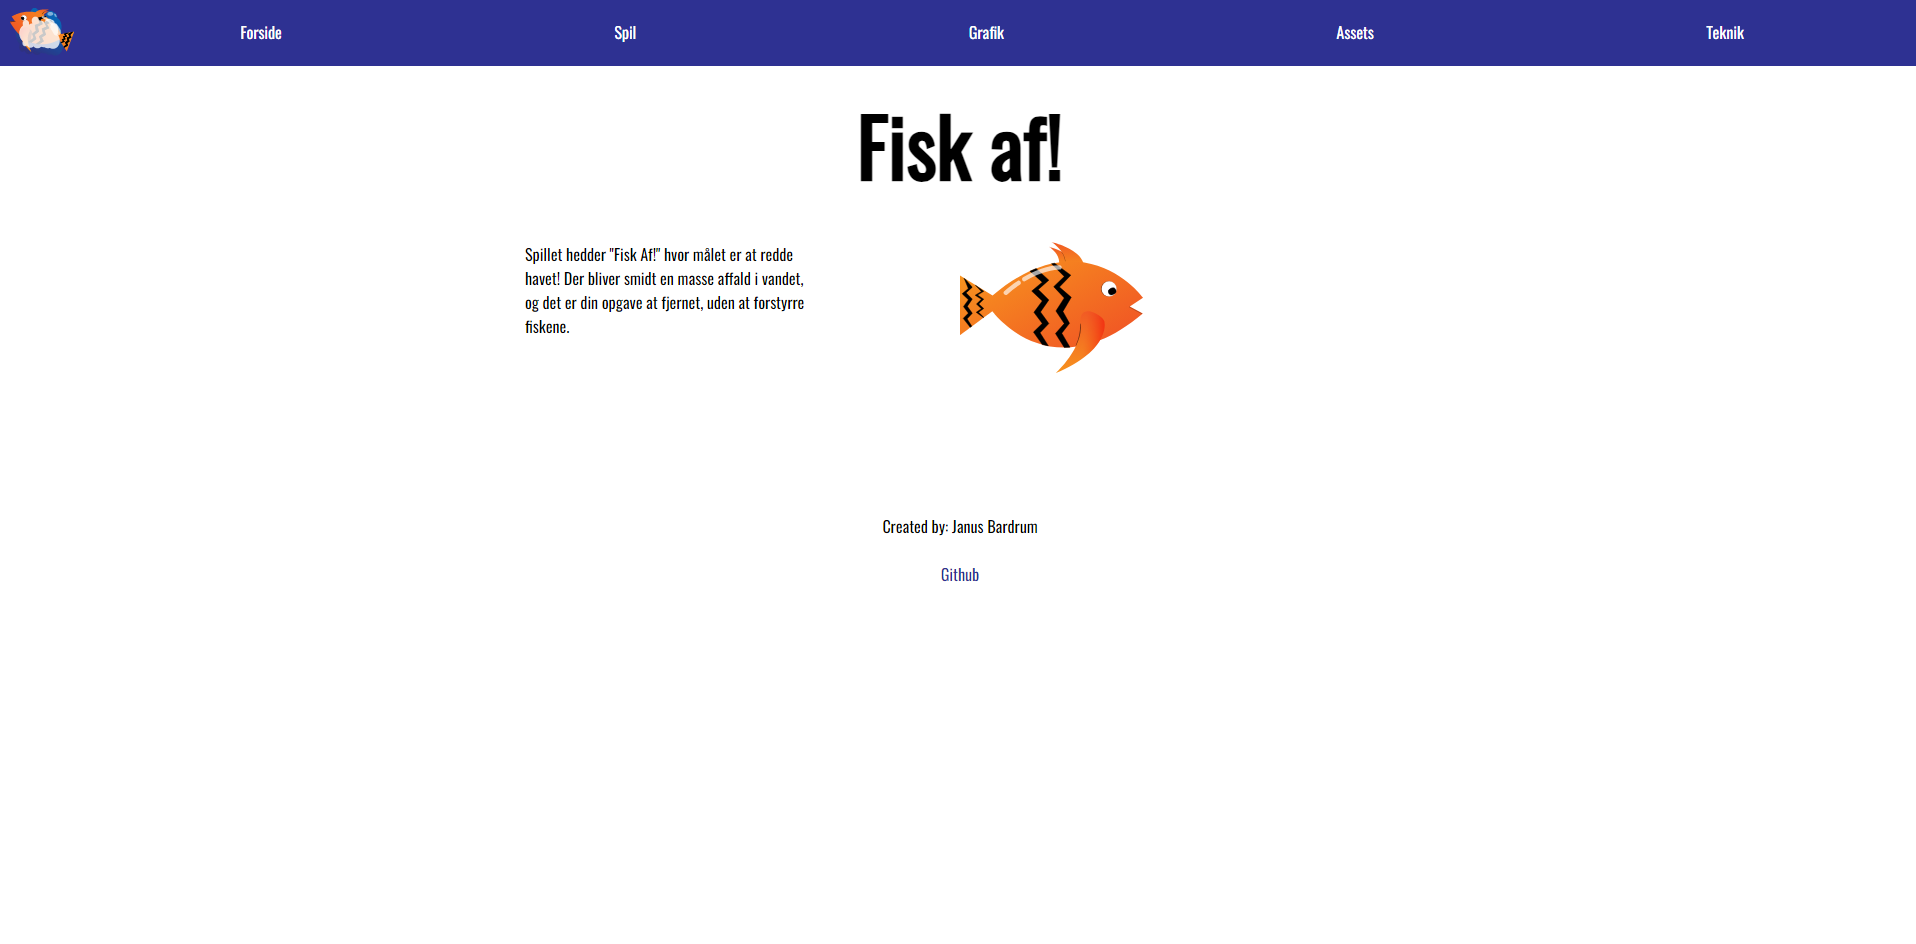 Forside
Spil
Grafik
Assets
Teknik
Fisk af!
Spillet hedder "Fisk Af!" hvor målet er at redde
havet! Der bliver smidt en masse affald i vandet,
og det er din opgave at fjernet, uden at forstyrre
fiskene.
Created by: Janus Bardrum
Github